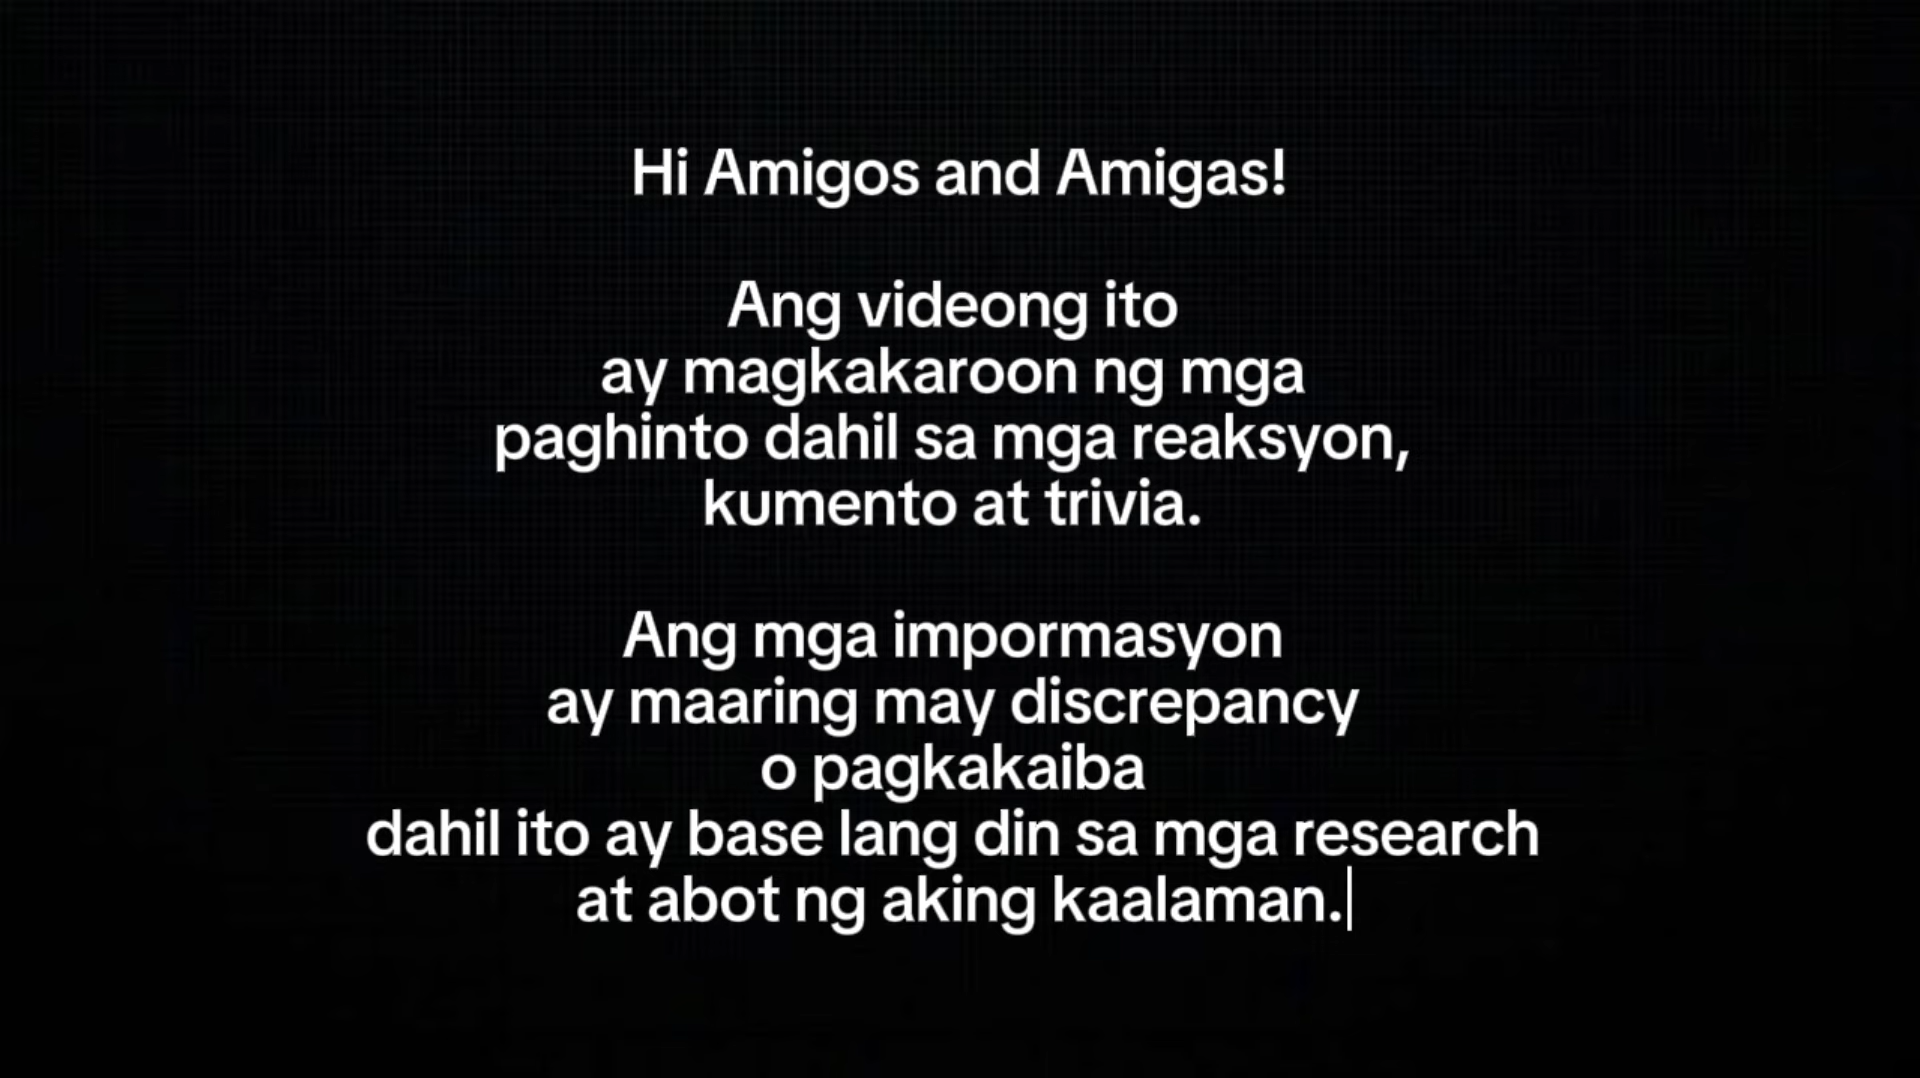 Hi Amigos and Amigas!
Ang videong ito
ay magkakaroon ng mga
paghinto dahil sa mga reaksyon,
kumento at trivia.
Ang mga impormasyon
ay maaring may discrepancy
o pagkakaiba
dahil ito ay base lang din sa mga research
at abot ng aking kaalaman.